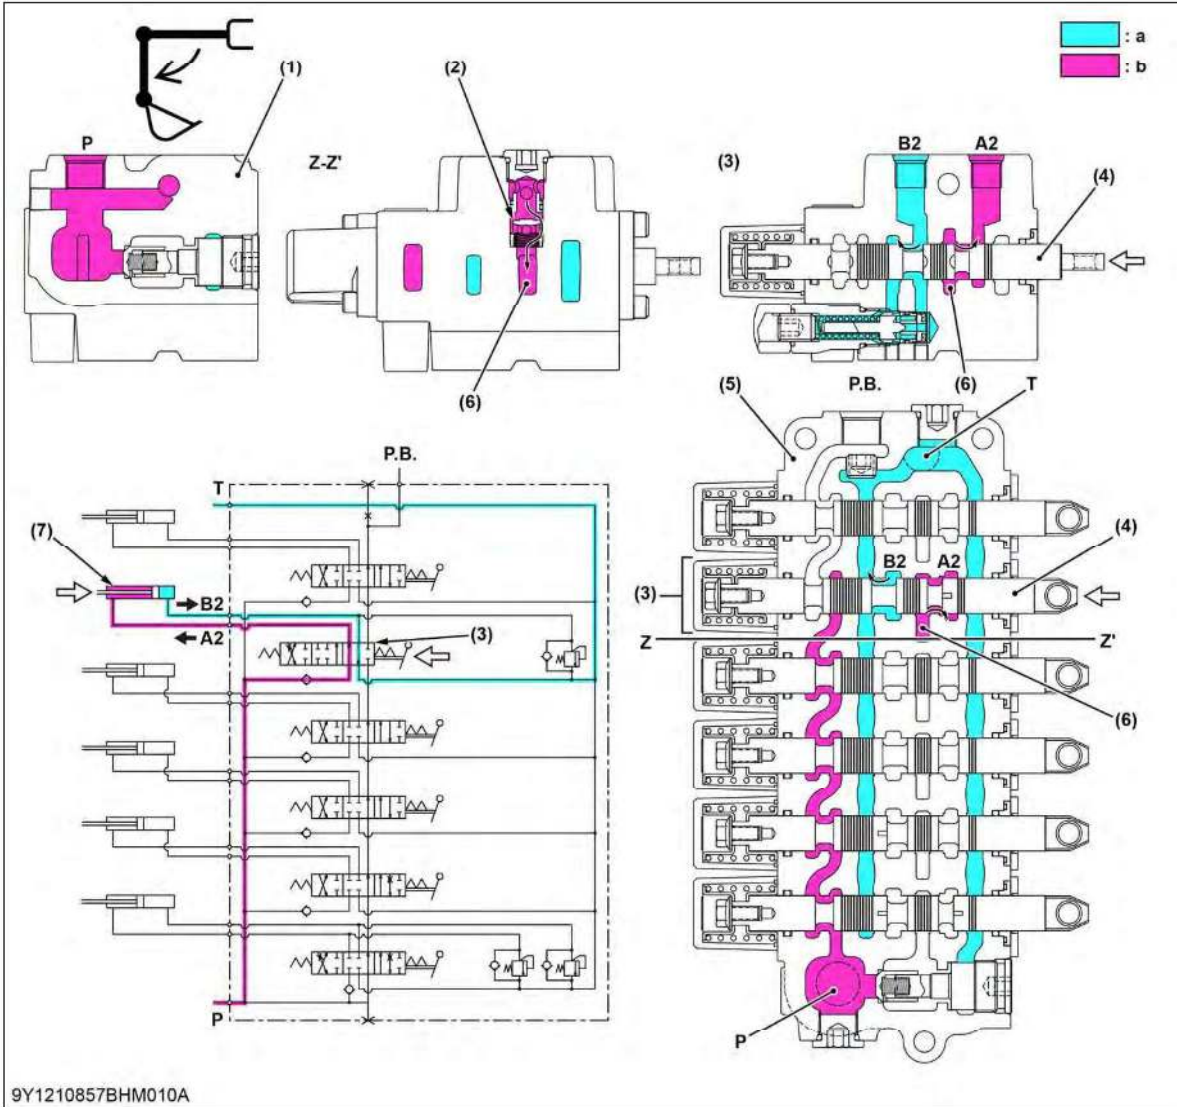 : a
: b
(1)
(2)
P
Z-Z'
B2 A2
(3)
(4)
(6)
(6)
P.B.
T
(5)
P.B.
T
(7)
B2
A2
(3)
B2 A2
(4)
(3)
Z Z'
(6)
P
P
9Y1210857BHM010A